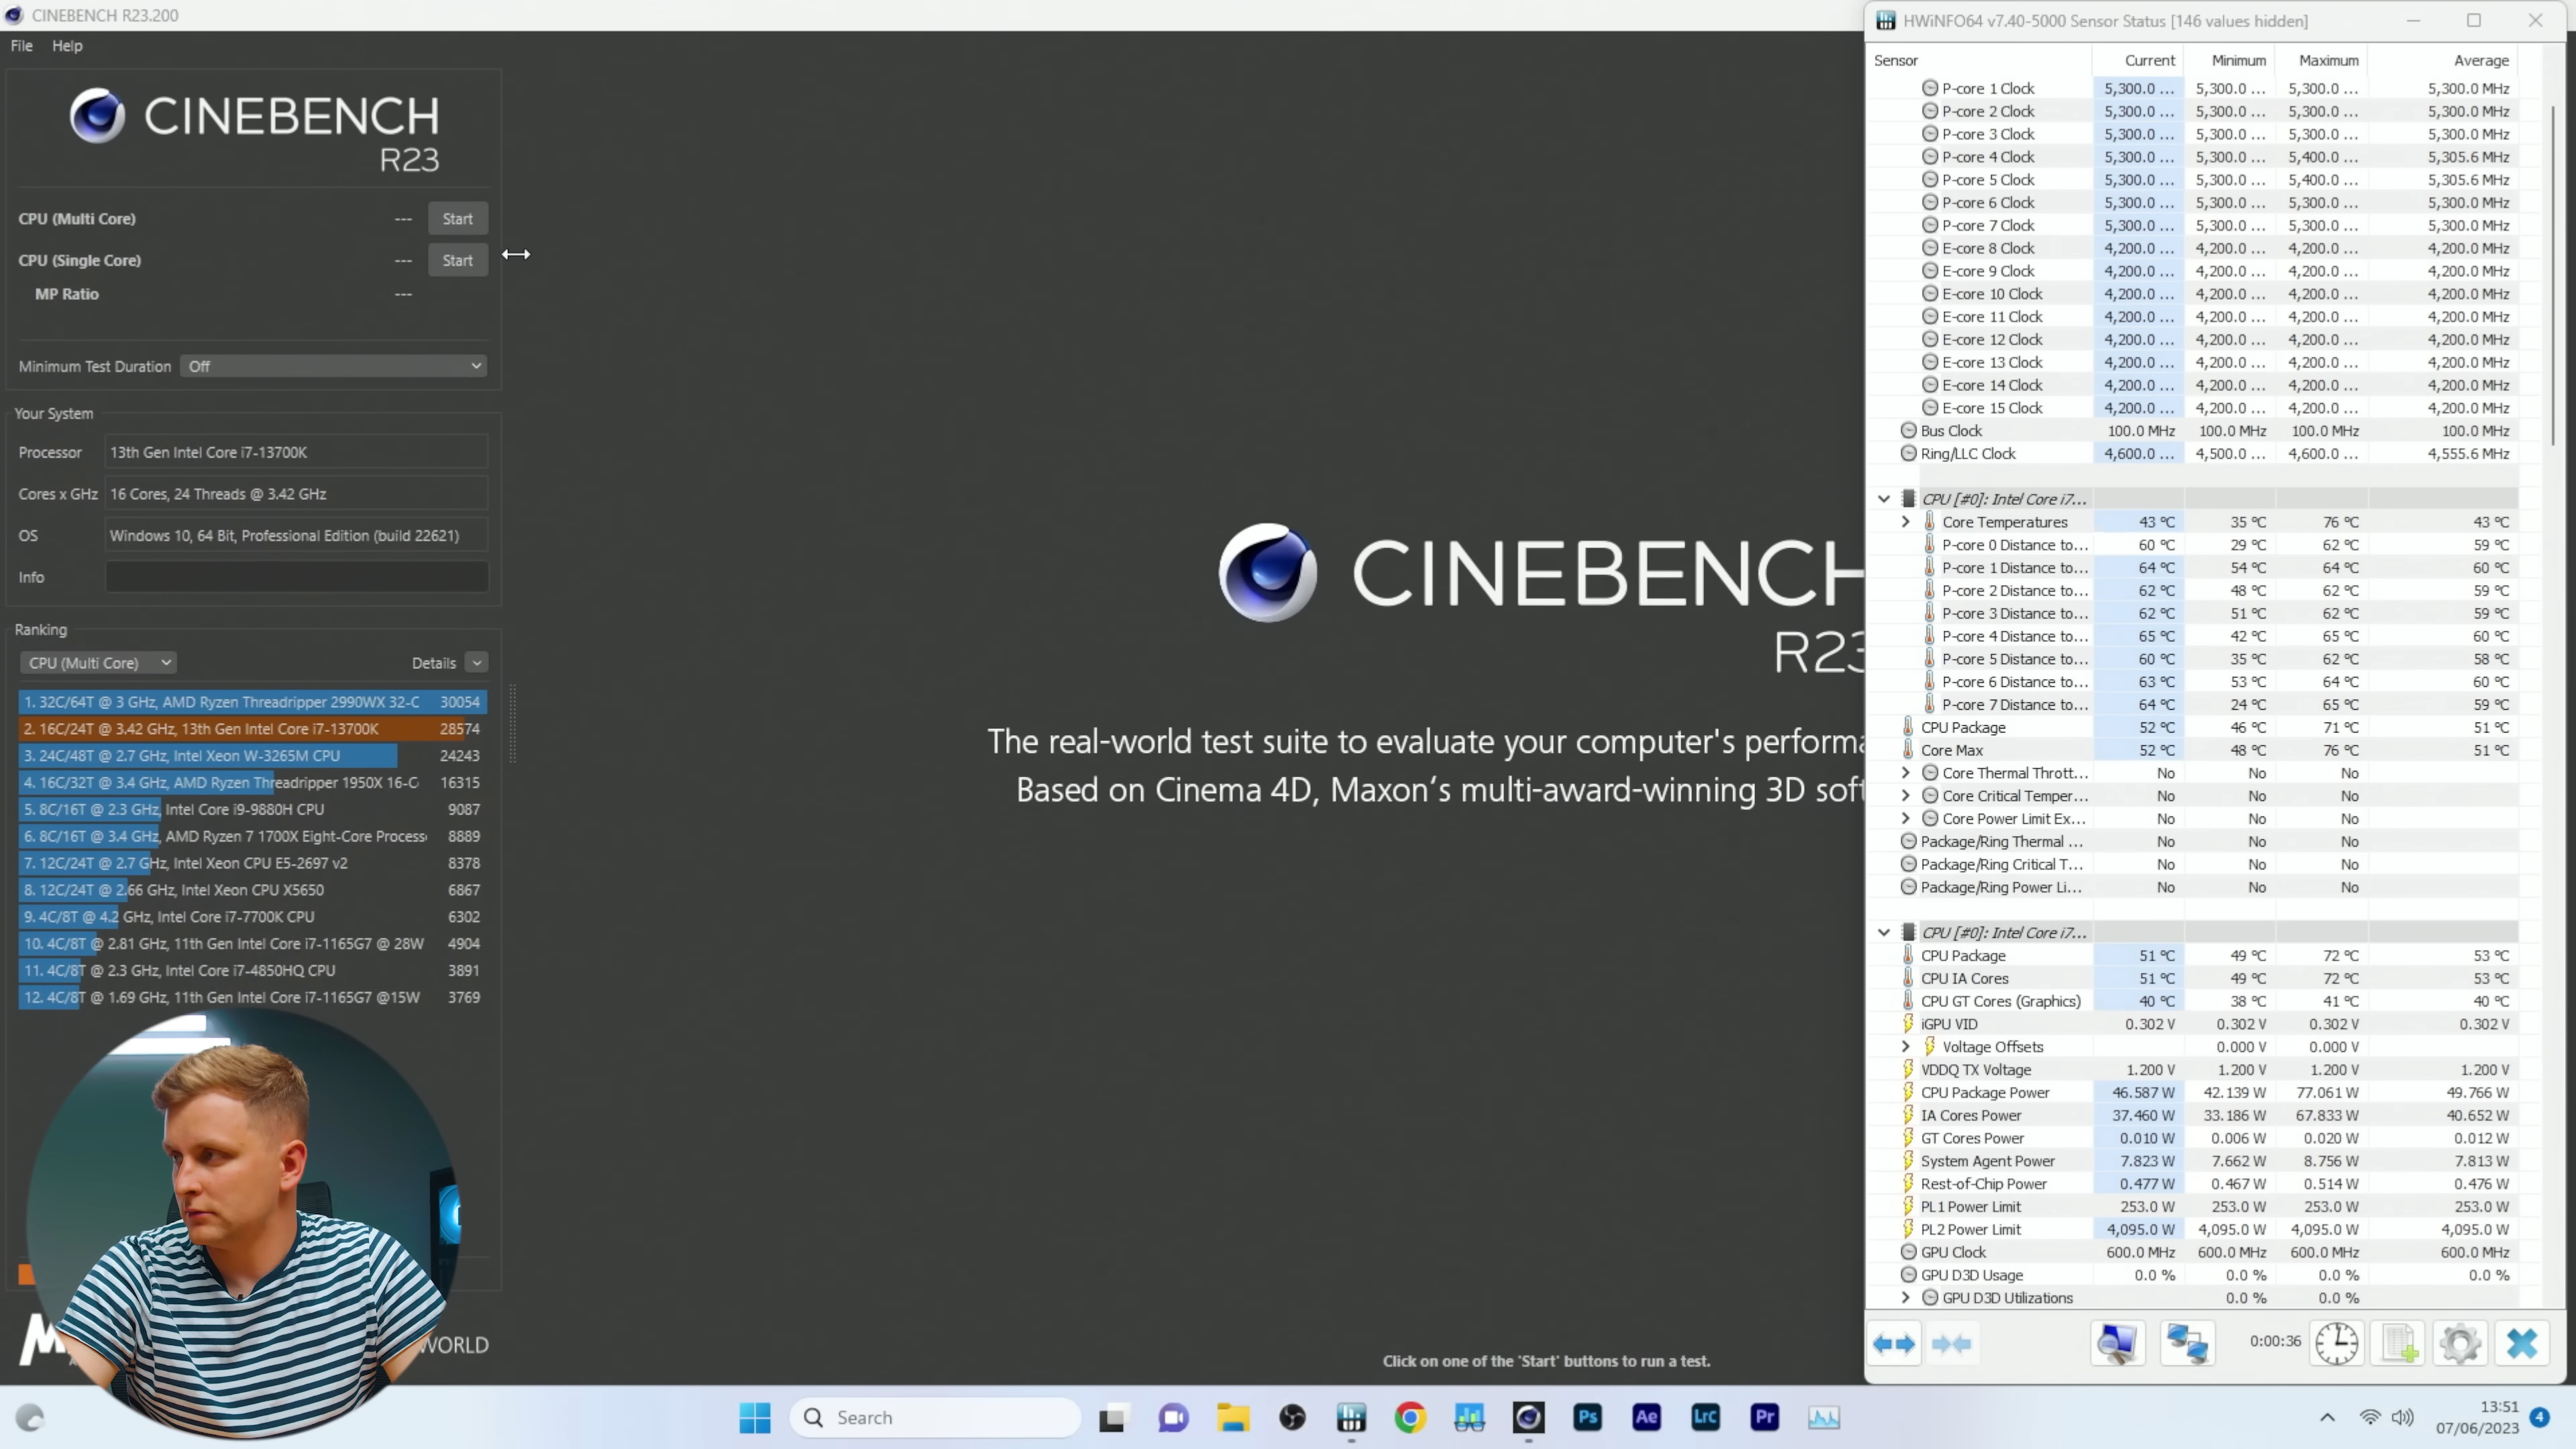 CINEBENCH R23.200
File Help
CINEBENCH
R23
CPU (Multi Core) --- Start
CPU (Single Core) --- Start
MP Ratio ---
Minimum Test Duration Off
Your System
Processor 13th Gen Intel Core i7-13700K
Cores x GHz 16 Cores, 24 Threads @ 3.42 GHz
OS Windows 10, 64 Bit, Professional Edition (build 22621)
Info
Ranking
CPU (Multi Core) Details
1. 32C/64T @ 3 GHz, AMD Ryzen Threadripper 2990WX 32-C 30054
2. 16C/24T @ 3.42 GHz, 13th Gen Intel Core i7-13700K 28574
3. 24C/48T @ 2.7 GHz, Intel Xeon W-3265M CPU 24243
4. 16C/32T @ 3.4 GHz, AMD Ryzen Threadripper 1950X 16-C 16315
5. 8C/16T @ 2.3 GHz, Intel Core i9-9880H CPU 9087
6. 8C/16T @ 3.4 GHz, AMD Ryzen 7 1700X Eight-Core Process 8889
7. 12C/24T @ 2.7 GHz, Intel Xeon CPU E5-2697 v2 8378
8. 12C/24T @ 2.66 GHz, Intel Xeon CPU X5650 6867
9. 4C/8T @ 4.2 GHz, Intel Core i7-7700K CPU 6302
10. 4C/8T @ 2.81 GHz, 11th Gen Intel Core i7-1165G7 @ 28W 4904
11. 4C/8T @ 2.3 GHz, Intel Core i7-4850HQ CPU 3891
12. 4C/8T @ 1.69 GHz, 11th Gen Intel Core i7-1165G7 @15W 3769
M WORLD
CINEBENCH
R23
The real-world test suite to evaluate your computer's performa
Based on Cinema 4D, Maxon's multi-award-winning 3D soft
Click on one of the 'Start' buttons to run a test.
HWiNFO64 v7.40-5000 Sensor Status [146 values hidden]
Sensor Current Minimum Maximum Average
P-core 1 Clock 5,300.0 ... 5,300.0 ... 5,300.0 ... 5,300.0 MHz
P-core 2 Clock 5,300.0 ... 5,300.0 ... 5,300.0 ... 5,300.0 MHz
P-core 3 Clock 5,300.0 ... 5,300.0 ... 5,300.0 ... 5,300.0 MHz
P-core 4 Clock 5,300.0 ... 5,300.0 ... 5,400.0 ... 5,305.6 MHz
P-core 5 Clock 5,300.0 ... 5,300.0 ... 5,400.0 ... 5,305.6 MHz
P-core 6 Clock 5,300.0 ... 5,300.0 ... 5,300.0 ... 5,300.0 MHz
P-core 7 Clock 5,300.0 ... 5,300.0 ... 5,300.0 ... 5,300.0 MHz
E-core 8 Clock 4,200.0 ... 4,200.0 ... 4,200.0 ... 4,200.0 MHz
E-core 9 Clock 4,200.0 ... 4,200.0 ... 4,200.0 ... 4,200.0 MHz
E-core 10 Clock 4,200.0 ... 4,200.0 ... 4,200.0 ... 4,200.0 MHz
E-core 11 Clock 4,200.0 ... 4,200.0 ... 4,200.0 ... 4,200.0 MHz
E-core 12 Clock 4,200.0 ... 4,200.0 ... 4,200.0 ... 4,200.0 MHz
E-core 13 Clock 4,200.0 ... 4,200.0 ... 4,200.0 ... 4,200.0 MHz
E-core 14 Clock 4,200.0 ... 4,200.0 ... 4,200.0 ... 4,200.0 MHz
E-core 15 Clock 4,200.0 ... 4,200.0 ... 4,200.0 ... 4,200.0 MHz
Bus Clock 100.0 MHz 100.0 MHz 100.0 MHz 100.0 MHz
Ring/LLC Clock 4,600.0 ... 4,500.0 ... 4,600.0 ... 4,555.6 MHz
CPU [#0]: Intel Core i7...
Core Temperatures 43 °C 35 °C 76 °C 43 °C
P-core 0 Distance to... 60 °C 29 °C 62 °C 59 °C
P-core 1 Distance to... 64 °C 54 °C 64 °C 60 °C
P-core 2 Distance to... 62 °C 48 °C 62 °C 59 °C
P-core 3 Distance to... 62 °C 51 °C 62 °C 59 °C
P-core 4 Distance to... 65 °C 42 °C 65 °C 60 °C
P-core 5 Distance to... 60 °C 35 °C 62 °C 58 °C
P-core 6 Distance to... 63 °C 53 °C 64 °C 60 °C
P-core 7 Distance to... 64 °C 24 °C 65 °C 59 °C
CPU Package 52 °C 46 °C 71 °C 51 °C
Core Max 52 °C 48 °C 76 °C 51 °C
Core Thermal Thrott... No No No
Core Critical Temper... No No No
Core Power Limit Ex... No No No
Package/Ring Thermal ... No No No
Package/Ring Critical T... No No No
Package/Ring Power Li... No No No
CPU [#0]: Intel Core i7...
CPU Package 51 °C 49 °C 72 °C 53 °C
CPU IA Cores 51 °C 49 °C 72 °C 53 °C
CPU GT Cores (Graphics) 40 °C 38 °C 41 °C 40 °C
iGPU VID 0.302 V 0.302 V 0.302 V 0.302 V
Voltage Offsets 0.000 V 0.000 V
VDDQ TX Voltage 1.200 V 1.200 V 1.200 V 1.200 V
CPU Package Power 46.587 W 42.139 W 77.061 W 49.766 W
IA Cores Power 37.460 W 33.186 W 67.833 W 40.652 W
GT Cores Power 0.010 W 0.006 W 0.020 W 0.012 W
System Agent Power 7.823 W 7.662 W 8.756 W 7.813 W
Rest-of-Chip Power 0.477 W 0.467 W 0.514 W 0.476 W
PL1 Power Limit 253.0 W 253.0 W 253.0 W 253.0 W
PL2 Power Limit 4,095.0 W 4,095.0 W 4,095.0 W 4,095.0 W
GPU Clock 600.0 MHz 600.0 MHz 600.0 MHz 600.0 MHz
GPU D3D Usage 0.0 % 0.0 % 0.0 % 0.0 %
GPU D3D Utilizations 0.0 % 0.0 %
0:00:36
Search
Ps Ae Lrc Pr
13:51
07/06/2023
4